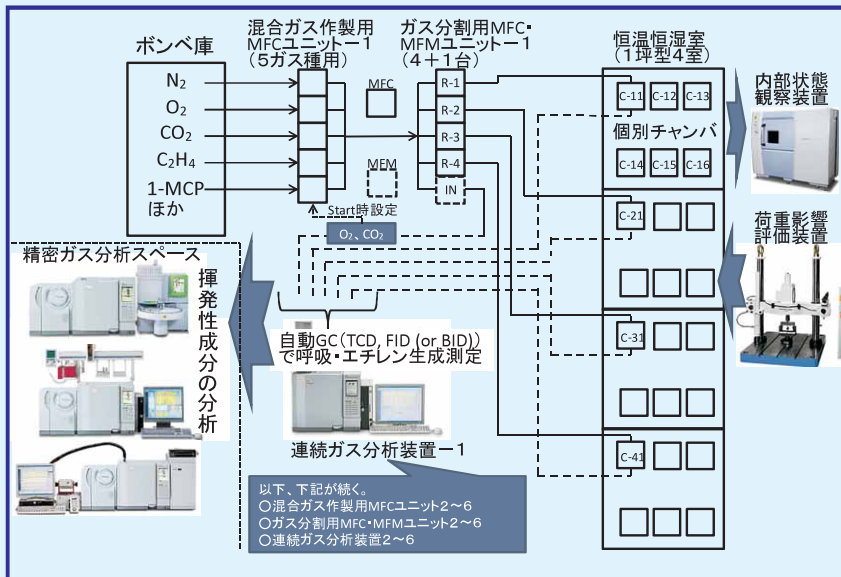 ボンベ庫
N₂
O₂
CO₂
C₂H₄
1-MCP
ほか
混合ガス作製用
MFCユニットー1
(5ガス種用)
MFC
MFM
Start時設定
O₂、CO₂
ガス分割用MFC・
MFMユニットー1
(4+1台)
R-1
R-2
R-3
R-4
IN
恒温恒湿室
(1坪型4室)
C-11
C-12
C-13
個別チャンバ
C-14
C-15
C-16
C-21
C-31
C-41
内部状態
観察装置
荷重影響
評価装置
精密ガス分析スペース
揮発性成分の分析
自動GC(TCD, FID (or BID))
で呼吸・エチレン生成測定
連続ガス分析装置ー1
以下、下記が続く。
○混合ガス作製用MFCユニット2～6
○ガス分割用MFC・MFMユニット2～6
○連続ガス分析装置2～6